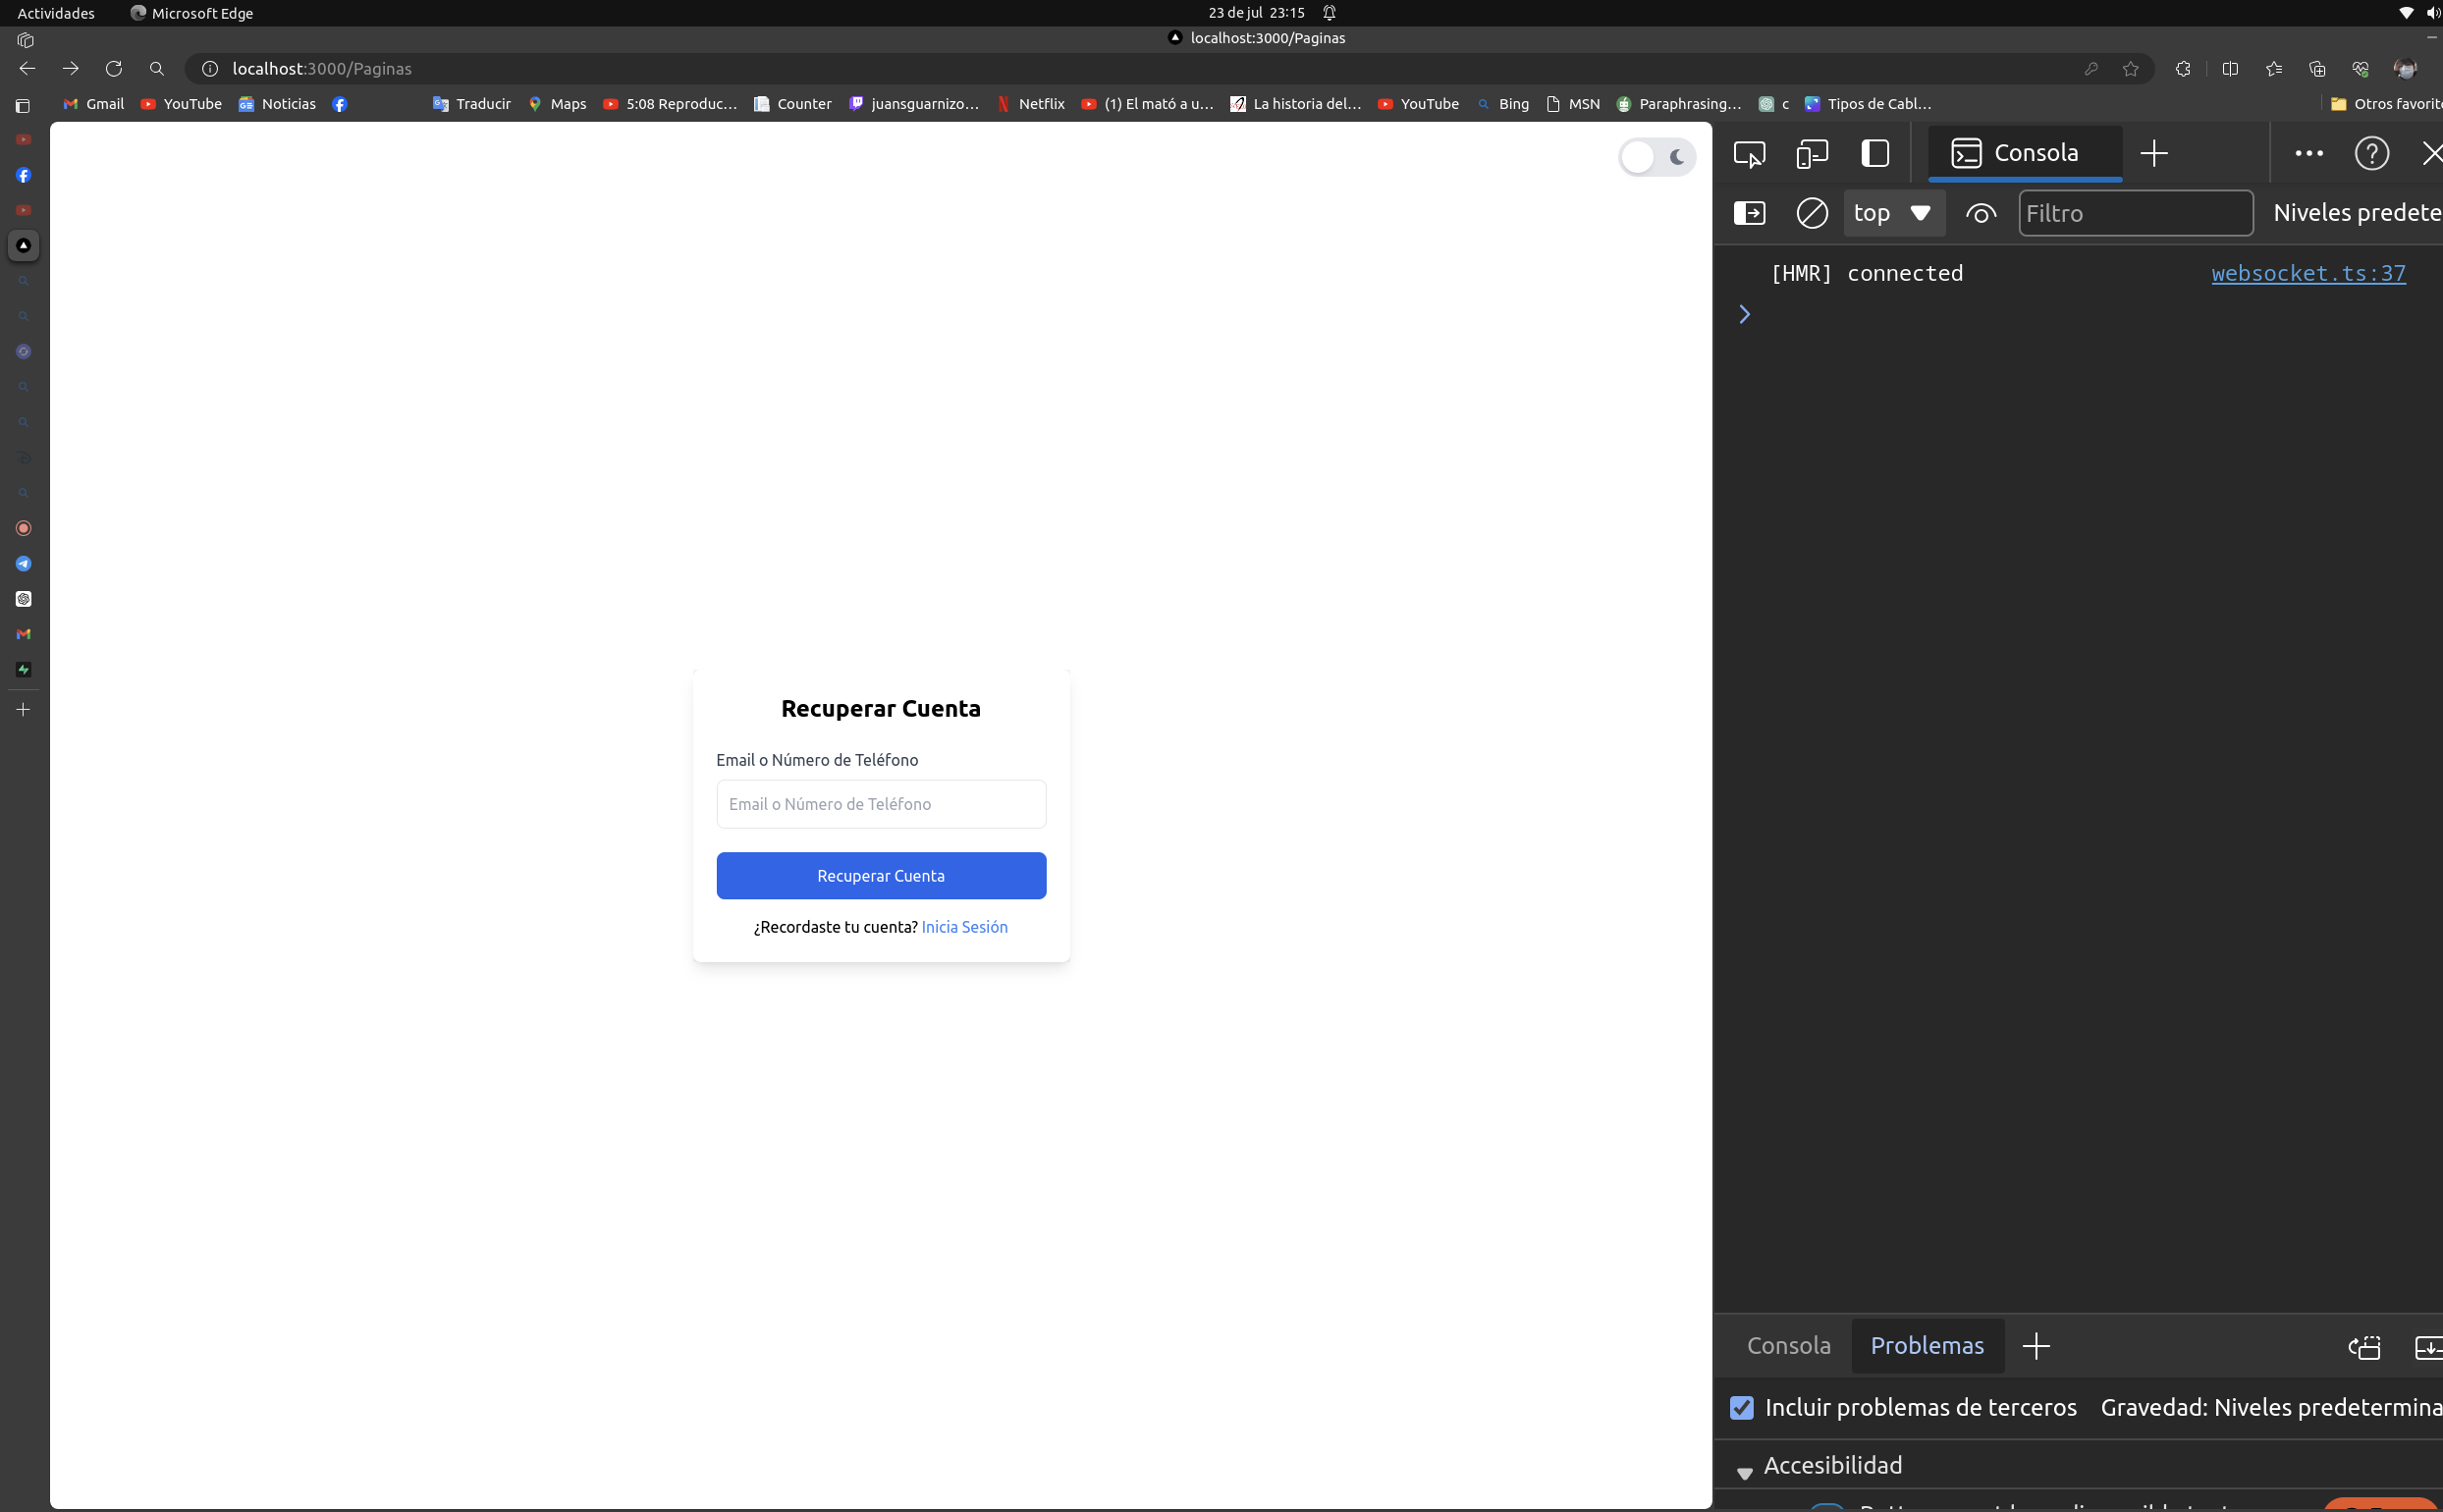 Actividades Microsoft Edge 23 de jul 23:15
localhost:3000/Paginas
localhost:3000/Paginas
Gmail YouTube Noticias Traducir Maps 5:08 Reproduc... Counter juansguarnizo... Netflix (1) El mató a u... La historia del... YouTube Bing MSN Paraphrasing... c Tipos de Cabl... Otros favorit
Consola
top Filtro Niveles predete
[HMR] connected websocket.ts:37
Recuperar Cuenta
Email o Número de Teléfono
Email o Número de Teléfono
Recuperar Cuenta
¿Recordaste tu cuenta? Inicia Sesión
Consola Problemas
Incluir problemas de terceros Gravedad: Niveles predetermina
Accesibilidad